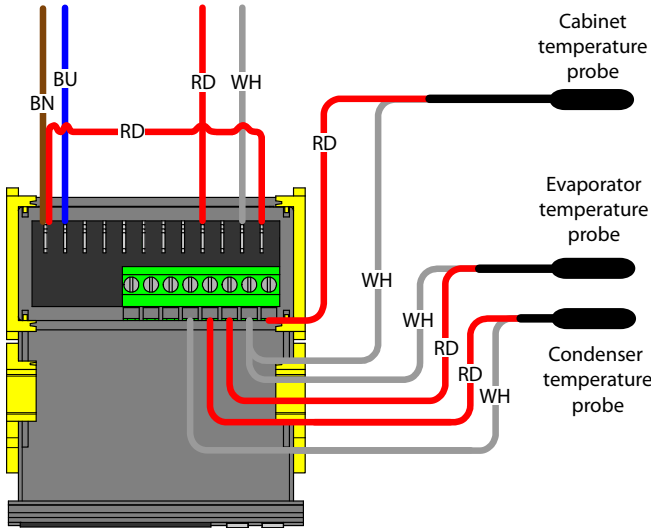 Cabinet
temperature
probe
BU
RD
WH
BN
RD
RD
Evaporator
temperature
probe
WH
WH
RD
RD
WH
Condenser
temperature
probe